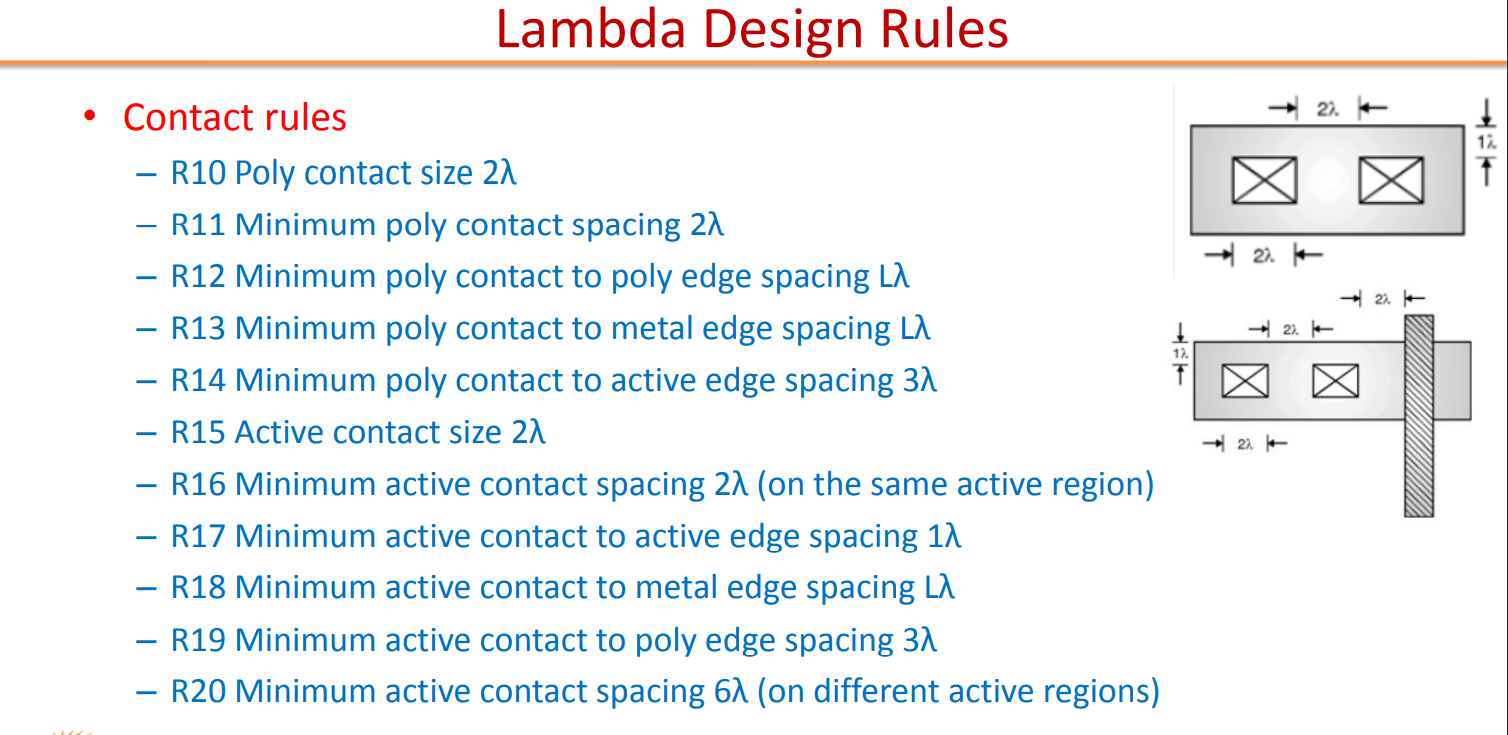 Lambda Design Rules
• Contact rules
– R10 Poly contact size 2λ
– R11 Minimum poly contact spacing 2λ
– R12 Minimum poly contact to poly edge spacing Lλ
– R13 Minimum poly contact to metal edge spacing Lλ
– R14 Minimum poly contact to active edge spacing 3λ
– R15 Active contact size 2λ
– R16 Minimum active contact spacing 2λ (on the same active region)
– R17 Minimum active contact to active edge spacing 1λ
– R18 Minimum active contact to metal edge spacing Lλ
– R19 Minimum active contact to poly edge spacing 3λ
– R20 Minimum active contact spacing 6λ (on different active regions)
2λ
1λ
2λ
2λ
2λ
1λ
2λ